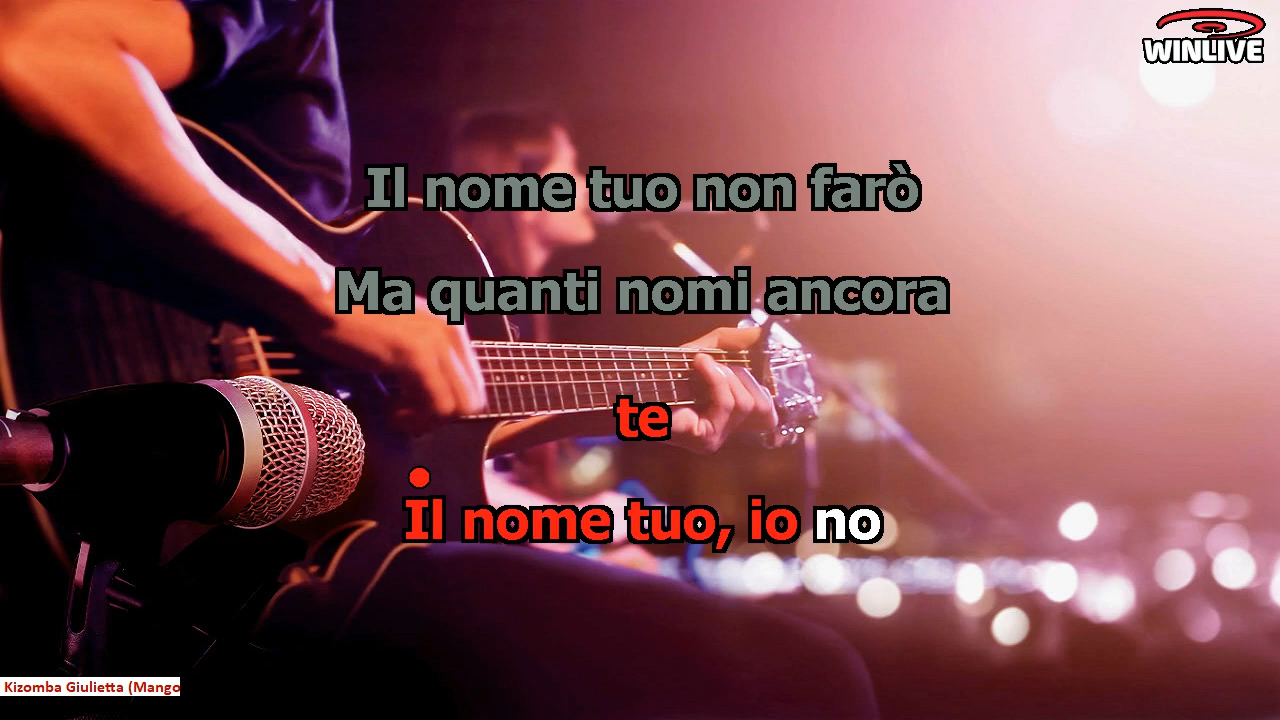 WINLIVE
Il nome tuo non farò
Ma quanti nomi ancora
te
Il nome tuo, io no
Kizomba Giulietta (Mango